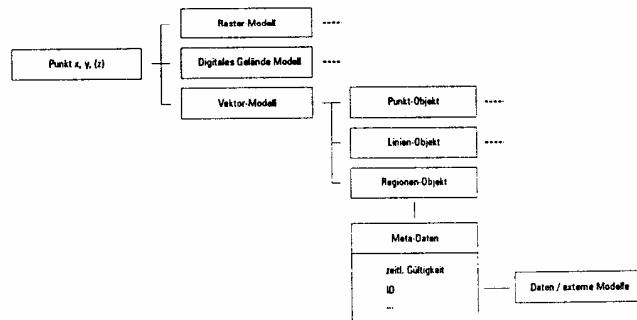 Raster Modell ----
Punkt x, y, (z)
Digitales Gelände Modell ----
Vektor-Modell
Punkt-Objekt ----
Linien-Objekt ----
Regionen-Objekt
Meta-Daten
zeitl. Gültigkeit
ID
...
Daten / externe Modelle